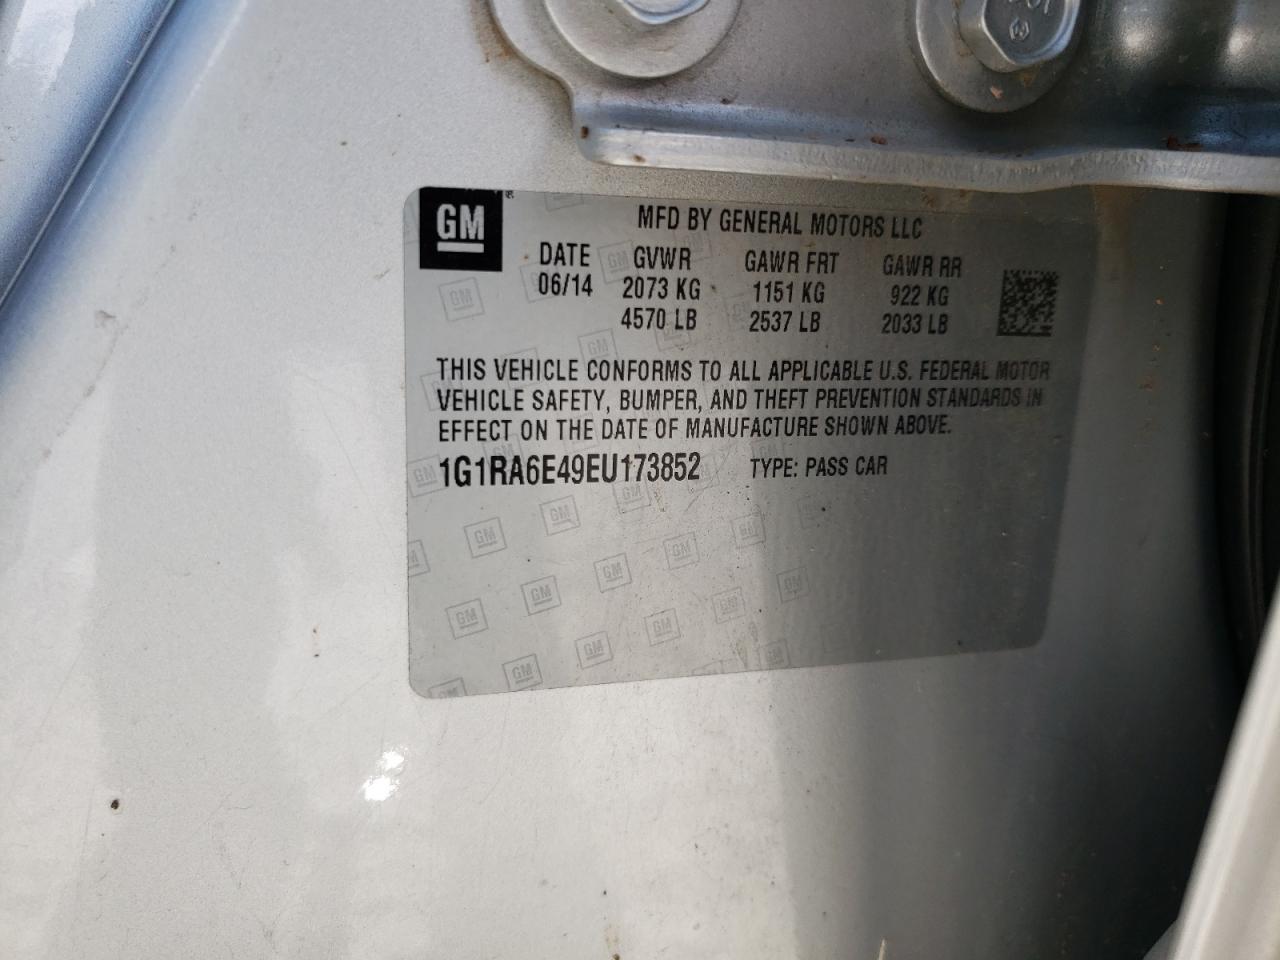 GM
MFD BY GENERAL MOTORS LLC
DATE GVWR GAWR FRT GAWR RR
06/14 2073 KG 1151 KG 922 KG
4570 LB 2537 LB 2033 LB
THIS VEHICLE CONFORMS TO ALL APPLICABLE U.S. FEDERAL MOTOR
VEHICLE SAFETY, BUMPER, AND THEFT PREVENTION STANDARDS IN
EFFECT ON THE DATE OF MANUFACTURE SHOWN ABOVE.
1G1RA6E49EU173852 TYPE: PASS CAR